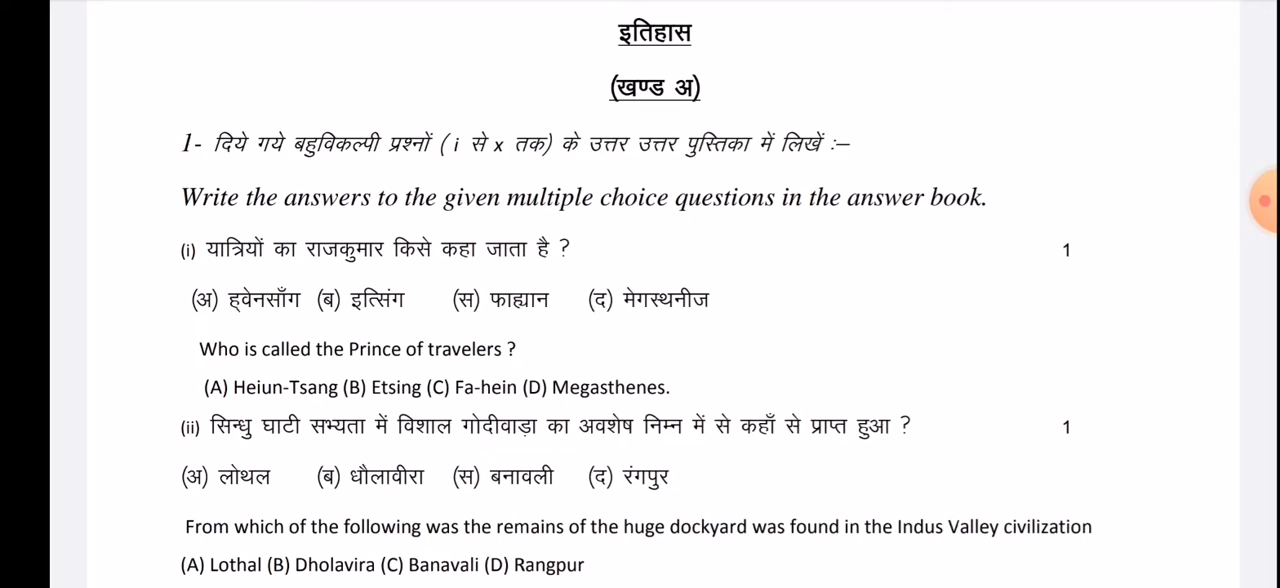 इतिहास
(खण्ड अ)
1- दिये गये बहुविकल्पी प्रश्नों ( i से x तक) के उत्तर उत्तर पुस्तिका में लिखें :–
Write the answers to the given multiple choice questions in the answer book.
(i) यात्रियों का राजकुमार किसे कहा जाता है ? 1
(अ) ह्वेनसाँग (ब) इत्सिंग (स) फाह्यान (द) मेगस्थनीज
Who is called the Prince of travelers ?
(A) Heiun-Tsang (B) Etsing (C) Fa-hein (D) Megasthenes.
(ii) सिन्धु घाटी सभ्यता में विशाल गोदीवाड़ा का अवशेष निम्न में से कहाँ से प्राप्त हुआ ? 1
(अ) लोथल (ब) धौलावीरा (स) बनावली (द) रंगपुर
From which of the following was the remains of the huge dockyard was found in the Indus Valley civilization
(A) Lothal (B) Dholavira (C) Banavali (D) Rangpur